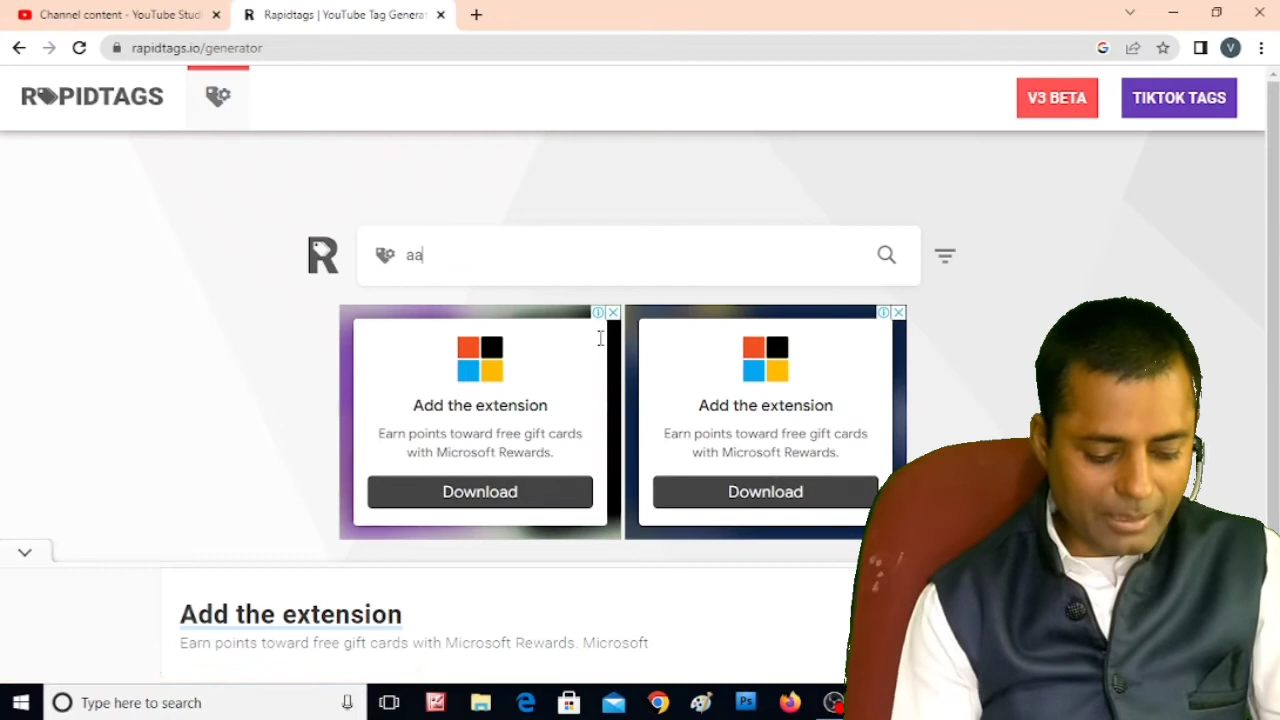 Channel content - YouTube Stud
Rapidtags | YouTube Tag Generat
rapidtags.io/generator
V
RAPIDTAGS
V3 BETA
TIKTOK TAGS
R
aa
Add the extension
Earn points toward free gift cards
with Microsoft Rewards.
Download
Add the extension
Earn points toward free gift cards
with Microsoft Rewards.
Download
Add the extension
Earn points toward free gift cards with Microsoft Rewards. Microsoft
Type here to search
Ps